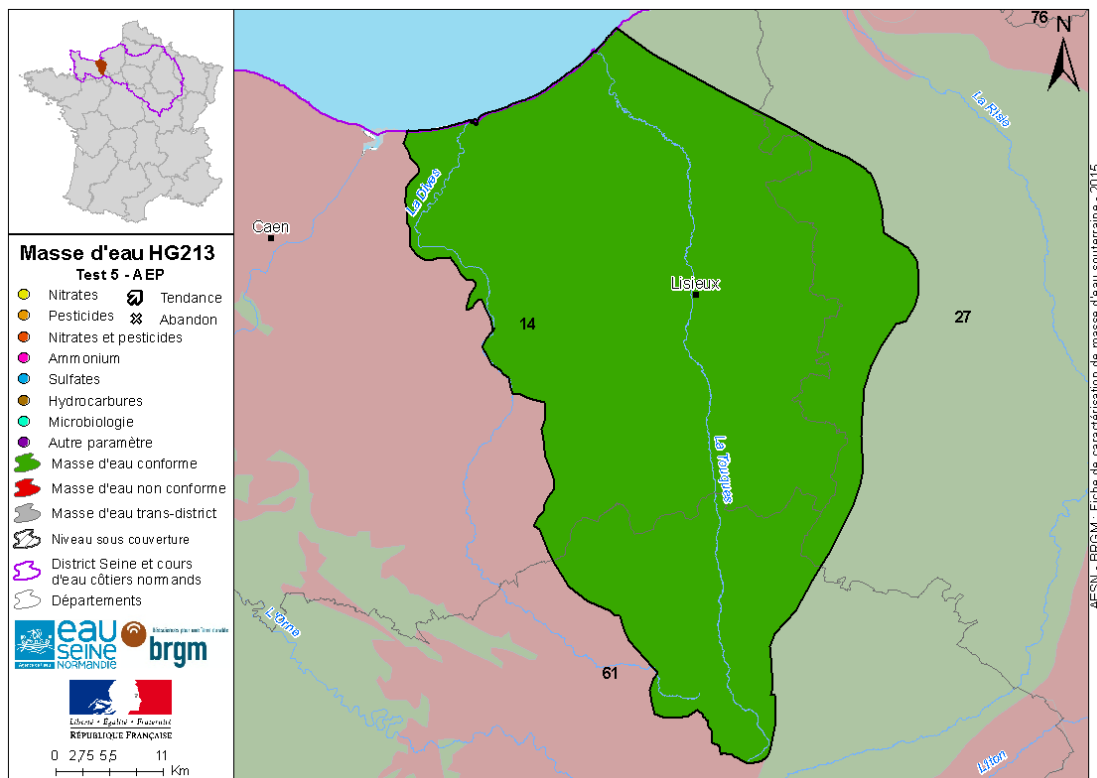 Masse d'eau HG213
Test 5 - AEP
Nitrates
Tendance
Pesticides
Abandon
Nitrates et pesticides
Ammonium
Sulfates
Hydrocarbures
Microbiologie
Autre paramètre
Masse d'eau conforme
Masse d'eau non conforme
Masse d'eau trans-district
Niveau sous couverture
District Seine et cours
d'eau côtiers normands
Départements
eau
SEINE
NORMANDIE
brgm
Liberté • Égalité • Fraternité
RÉPUBLIQUE FRANÇAISE
0 2,75 5,5 11
Km
76
N
La Risle
La Dives
Caen
Lisieux
14
27
La Touques
L'Orne
61
L'Iton
AESN - BRGM : Fiche de caractérisation de masse d'eau souterraine - 2015